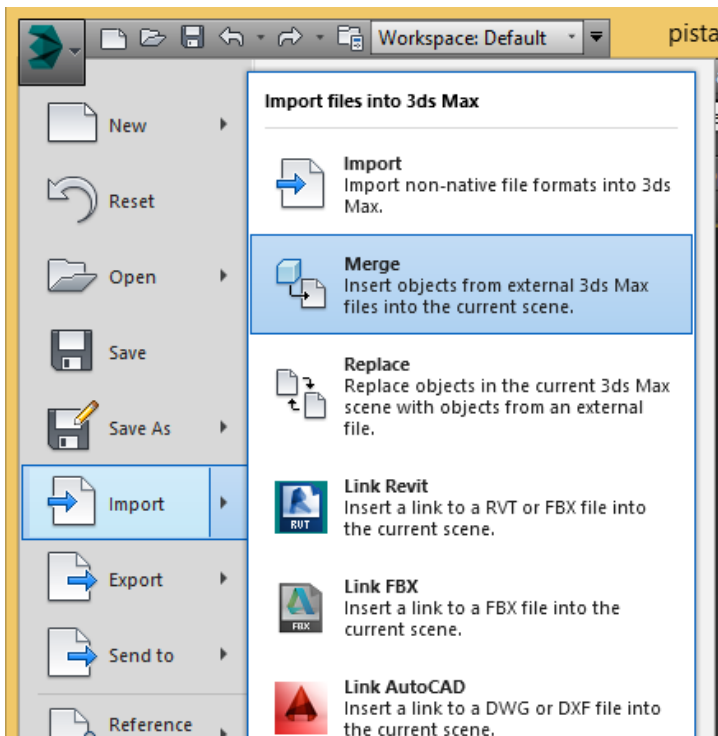 Workspace: Default
pista
New
Reset
Open
Save
Save As
Import
Export
Send to
Reference
Import files into 3ds Max
Import
Import non-native file formats into 3ds
Max.
Merge
Insert objects from external 3ds Max
files into the current scene.
Replace
Replace objects in the current 3ds Max
scene with objects from an external
file.
RVT
Link Revit
Insert a link to a RVT or FBX file into
the current scene.
FBX
Link FBX
Insert a link to a FBX file into the
current scene.
Link AutoCAD
Insert a link to a DWG or DXF file into
the current scene.